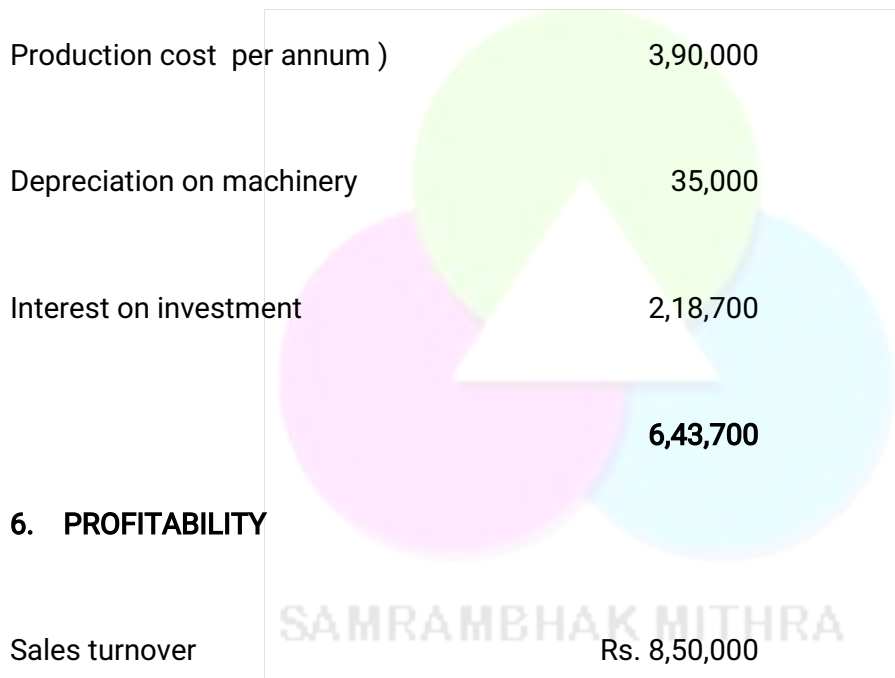 Production cost  per annum ) 3,90,000
Depreciation on machinery 35,000
Interest on investment 2,18,700
6,43,700
6. PROFITABILITY
SAMRAMBHAK MITHRA
Sales turnover Rs. 8,50,000